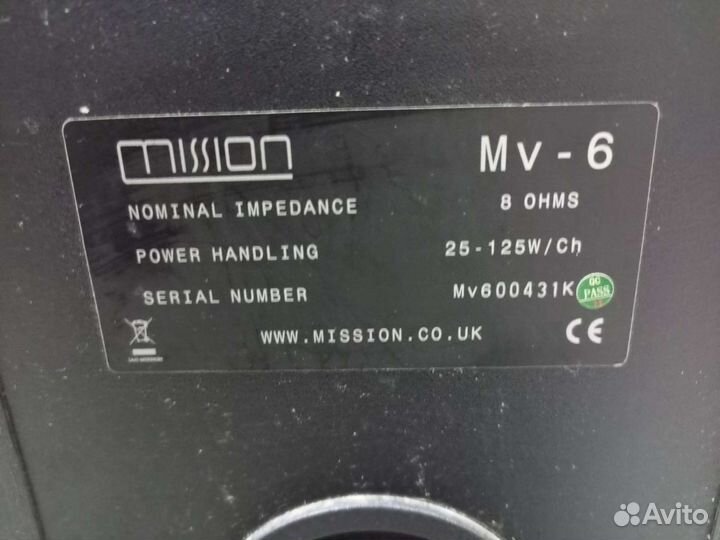 mission Mv-6
NOMINAL IMPEDANCE 8 OHMS
POWER HANDLING 25-125W/Ch
SERIAL NUMBER Mv600431K
QC
PASS
WWW.MISSION.CO.UK CE
Avito